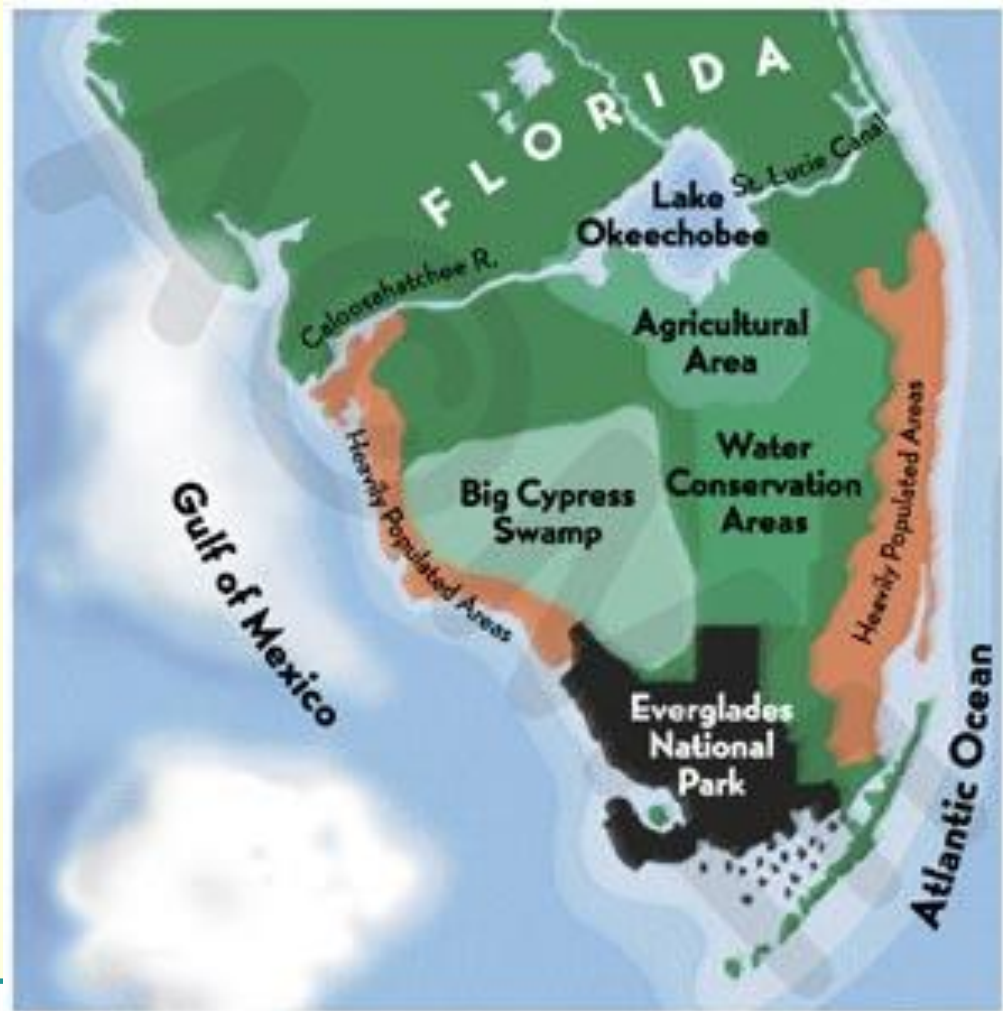 FLORIDA
St. Lucie Canal
Lake
Okeechobee
Caloosahatchee R.
Agricultural
Area
Heavily Populated Areas
Water
Conservation
Areas
Big Cypress
Swamp
Heavily Populated Areas
Gulf of Mexico
Everglades
National
Park
Atlantic Ocean